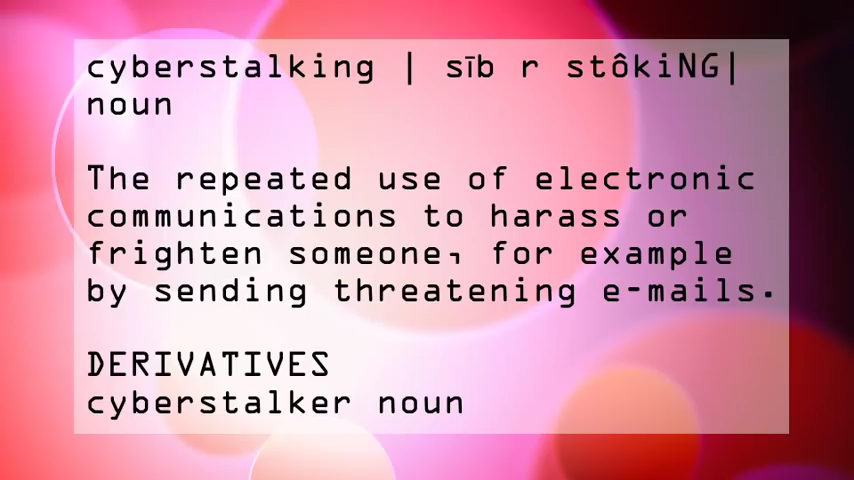 cyberstalking | sīb r stôkiNG|
noun
The repeated use of electronic
communications to harass or
frighten someone, for example
by sending threatening e-mails.
DERIVATIVES
cyberstalker noun